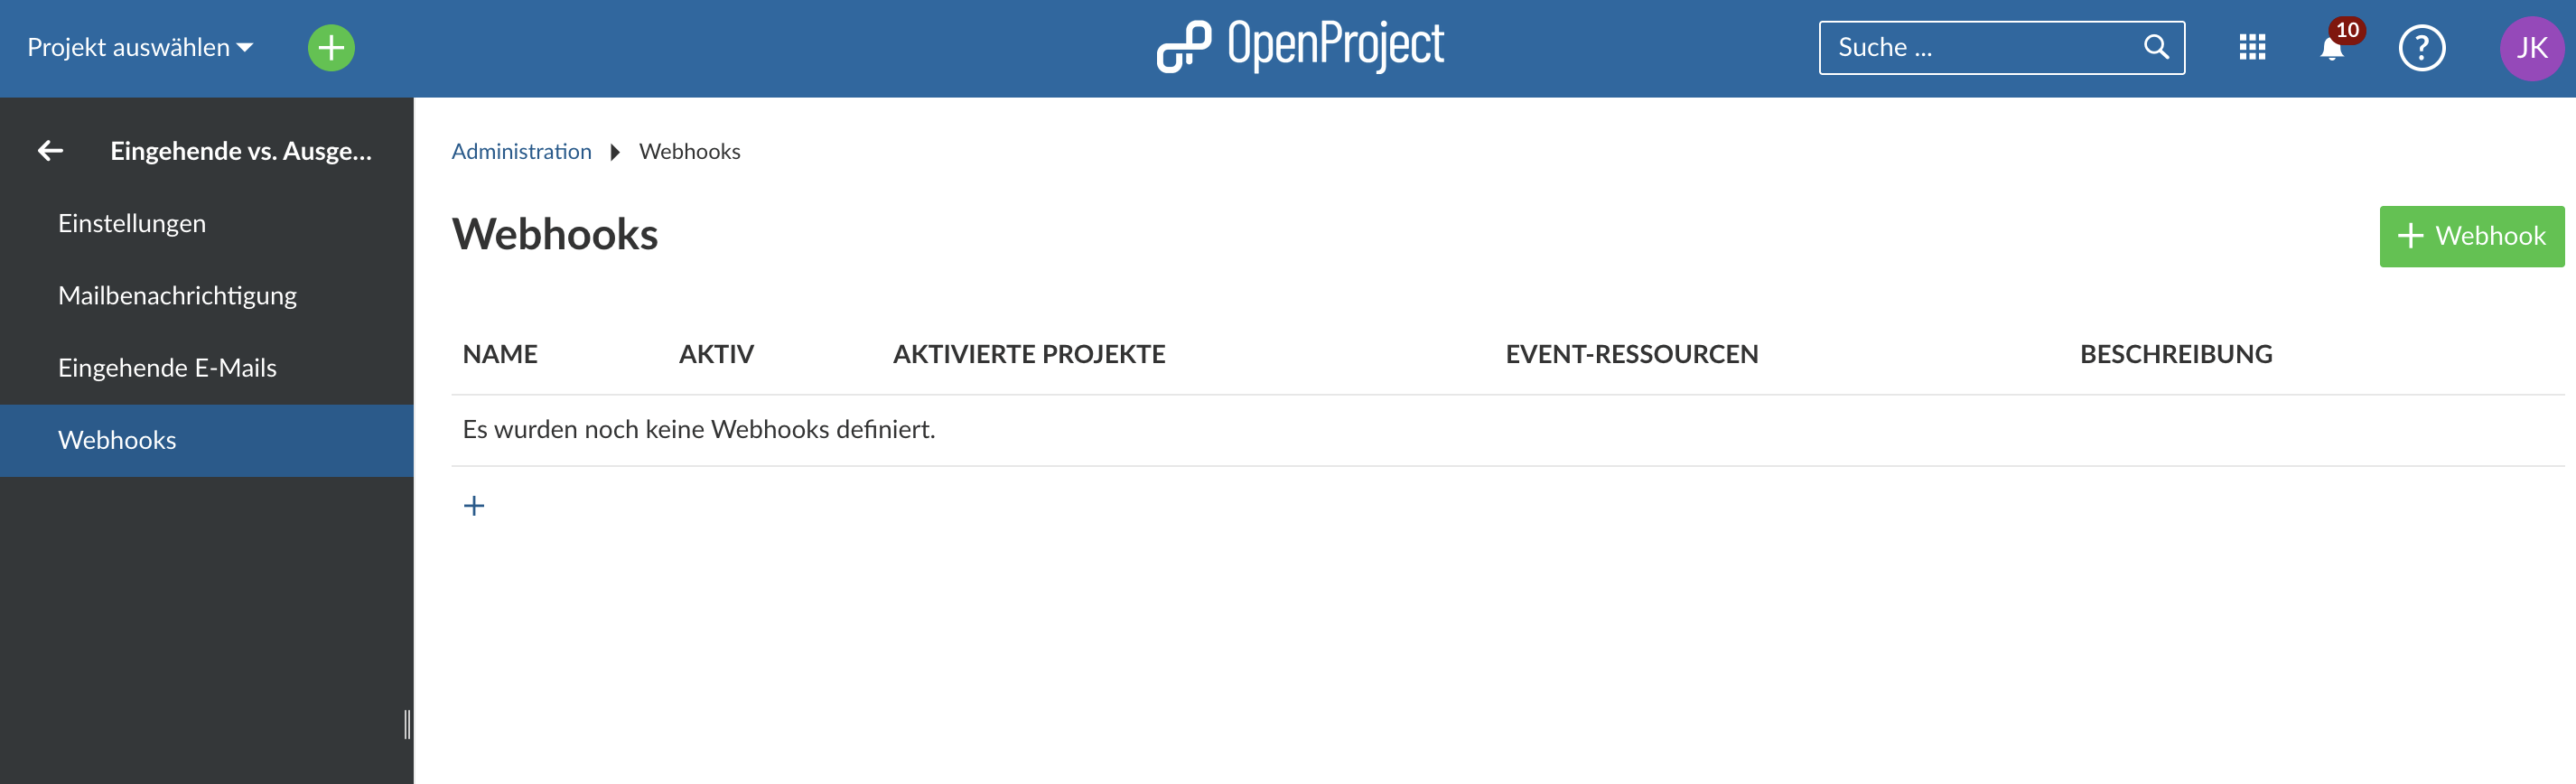 Projekt auswählen
OpenProject
Suche ...
10
?
JK
Eingehende vs. Ausge...
Einstellungen
Mailbenachrichtigung
Eingehende E-Mails
Webhooks
Administration Webhooks
Webhooks
+ Webhook
NAME AKTIV AKTIVIERTE PROJEKTE EVENT-RESSOURCEN BESCHREIBUNG
Es wurden noch keine Webhooks definiert.
+